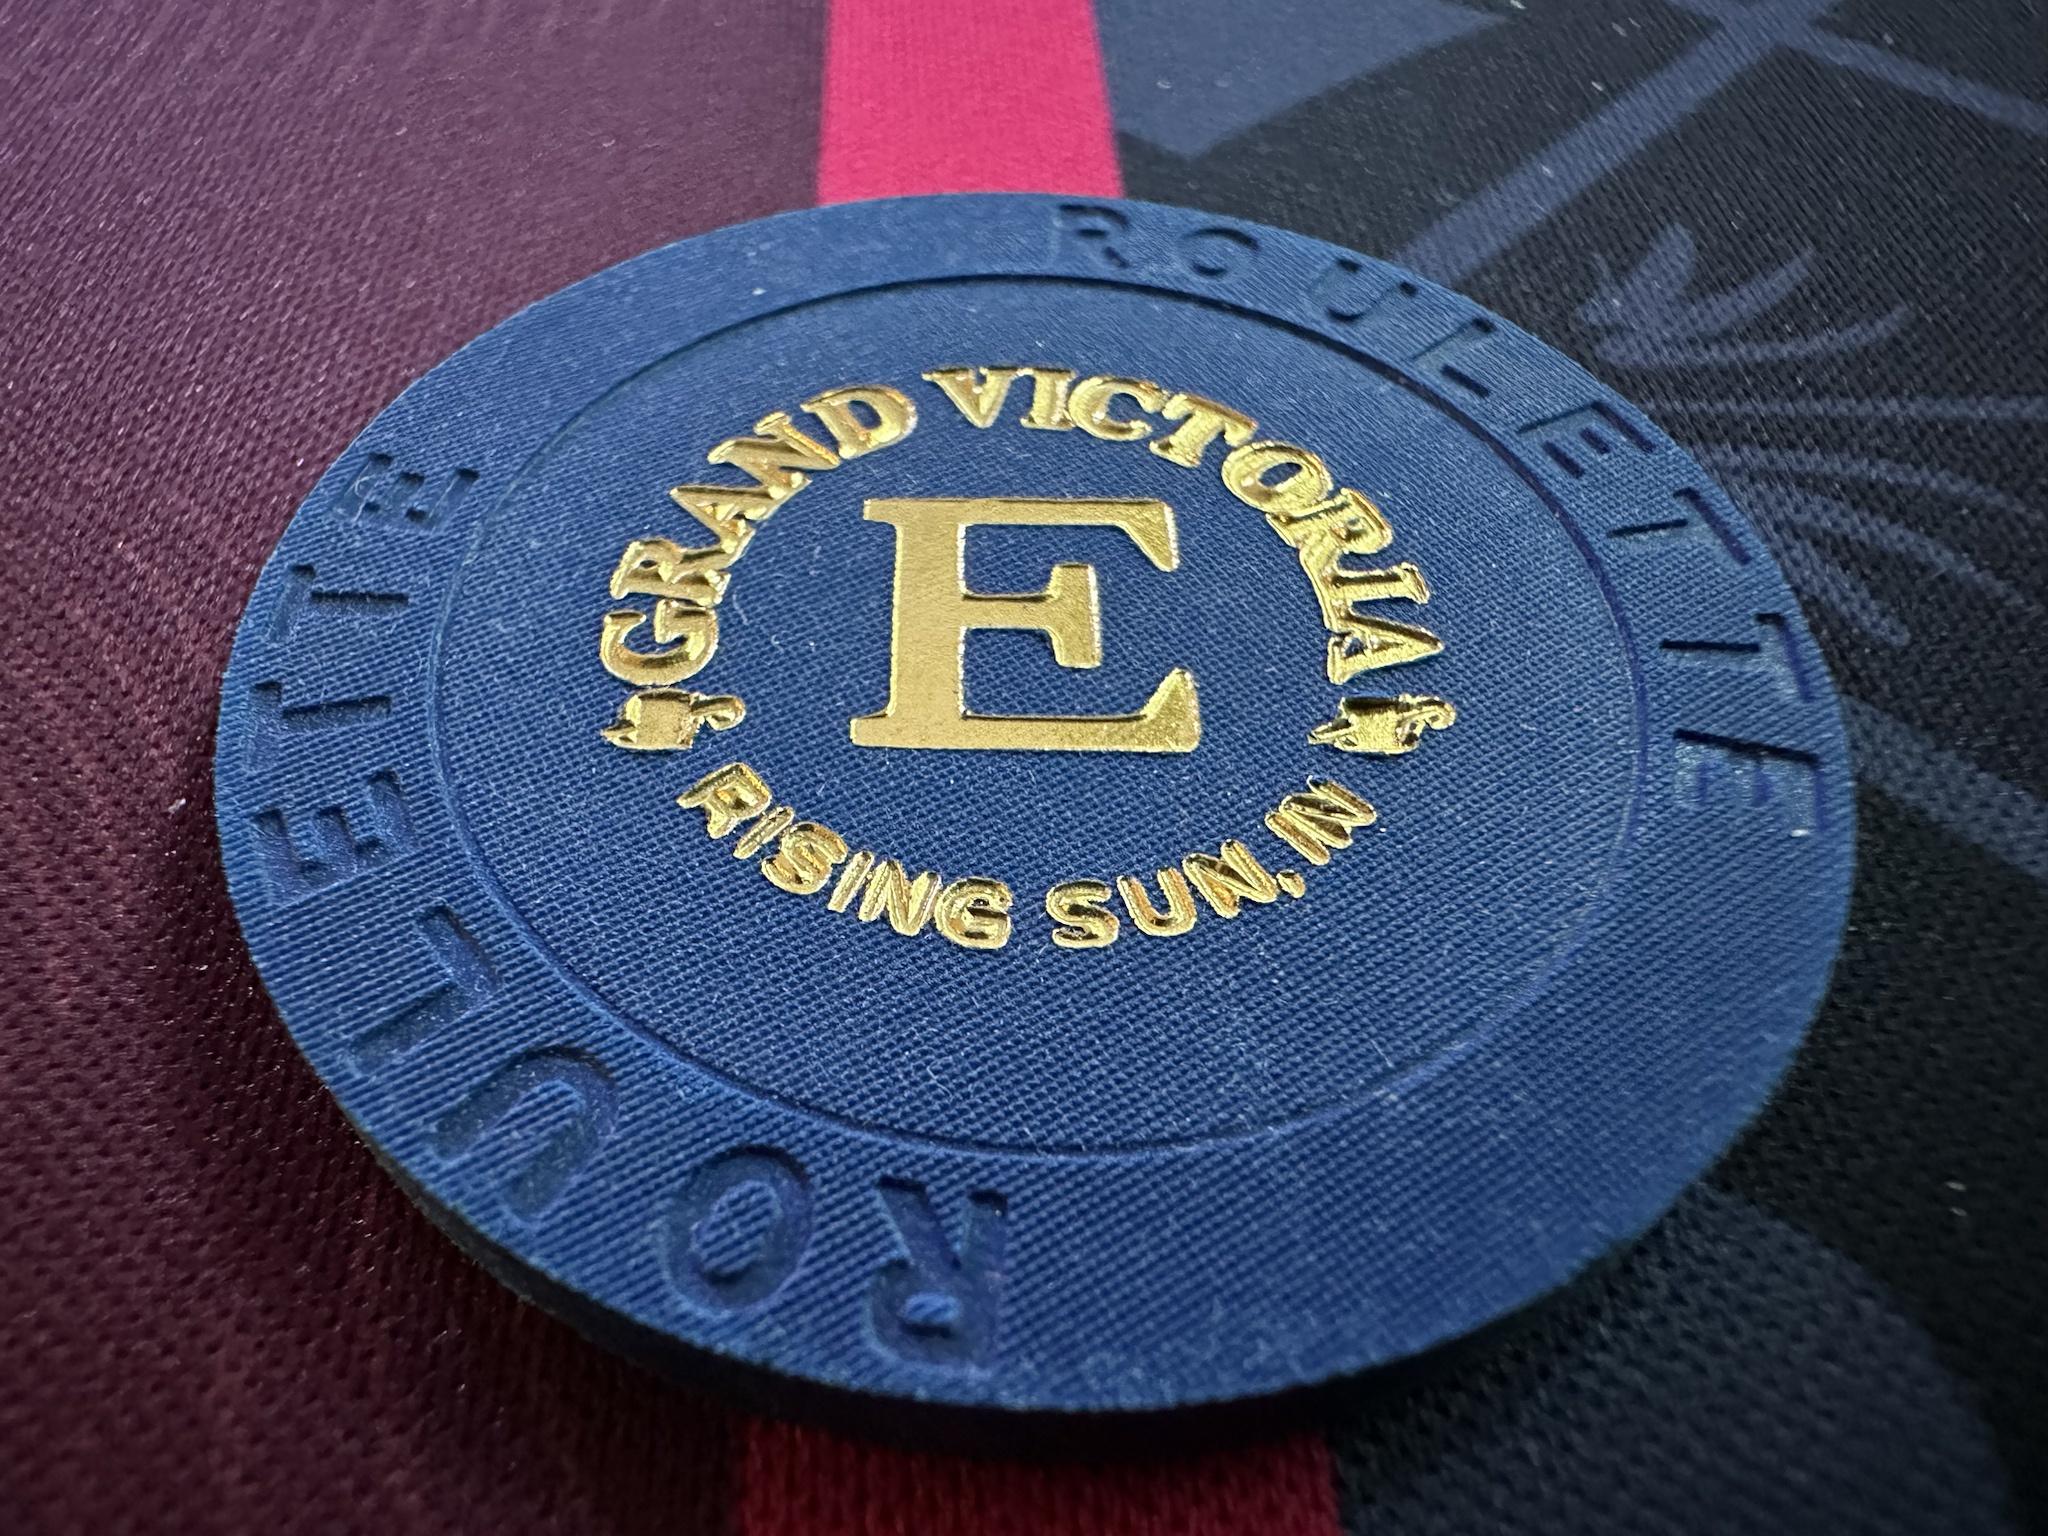 ROULETTE
GRAND VICTORIA
E
RISING SUN, IN
ROULETTE